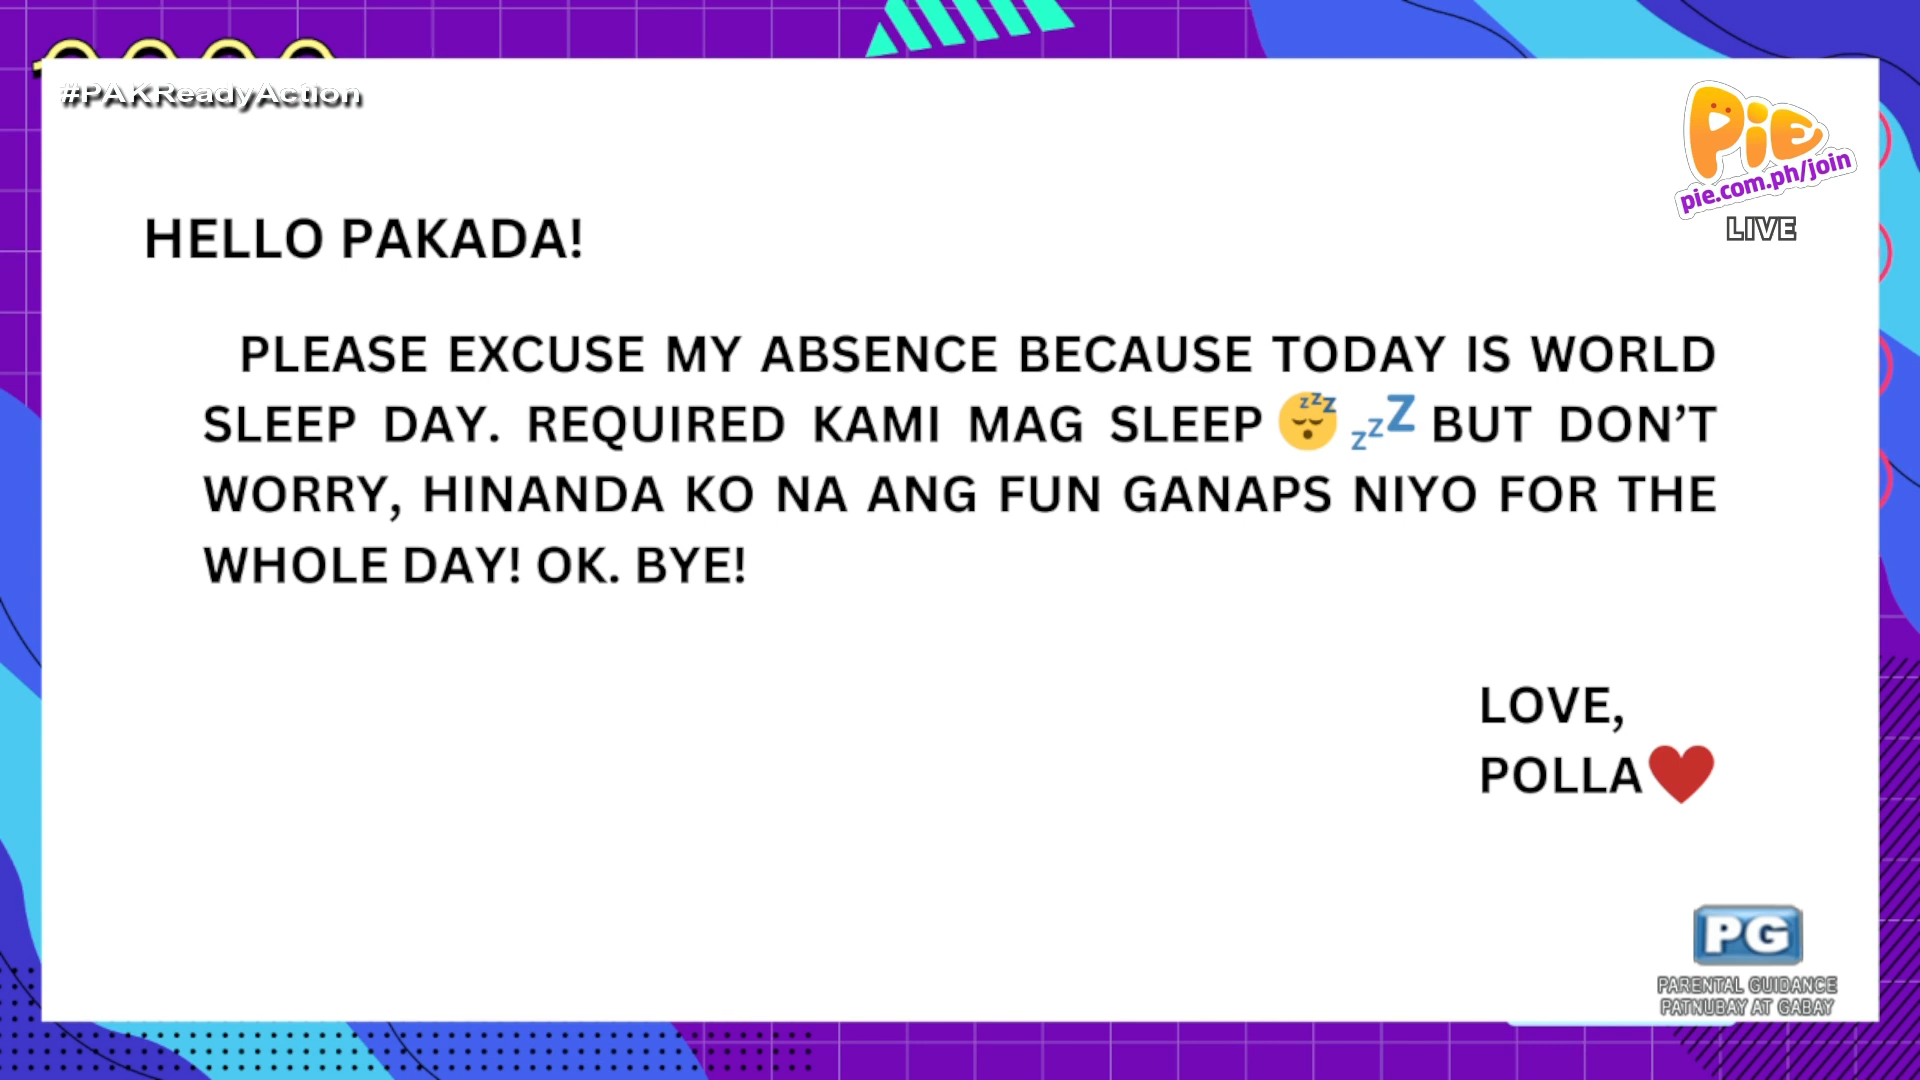 #PAKReadyAction
PiE
pie.com.ph/join
LIVE
HELLO PAKADA!
PLEASE EXCUSE MY ABSENCE BECAUSE TODAY IS WORLD
SLEEP DAY. REQUIRED KAMI MAG SLEEP 😴 💤 BUT DON'T
WORRY, HINANDA KO NA ANG FUN GANAPS NIYO FOR THE
WHOLE DAY! OK. BYE!
LOVE,
POLLA❤️
PG
PARENTAL GUIDANCE
PATNUBAY AT GABAY